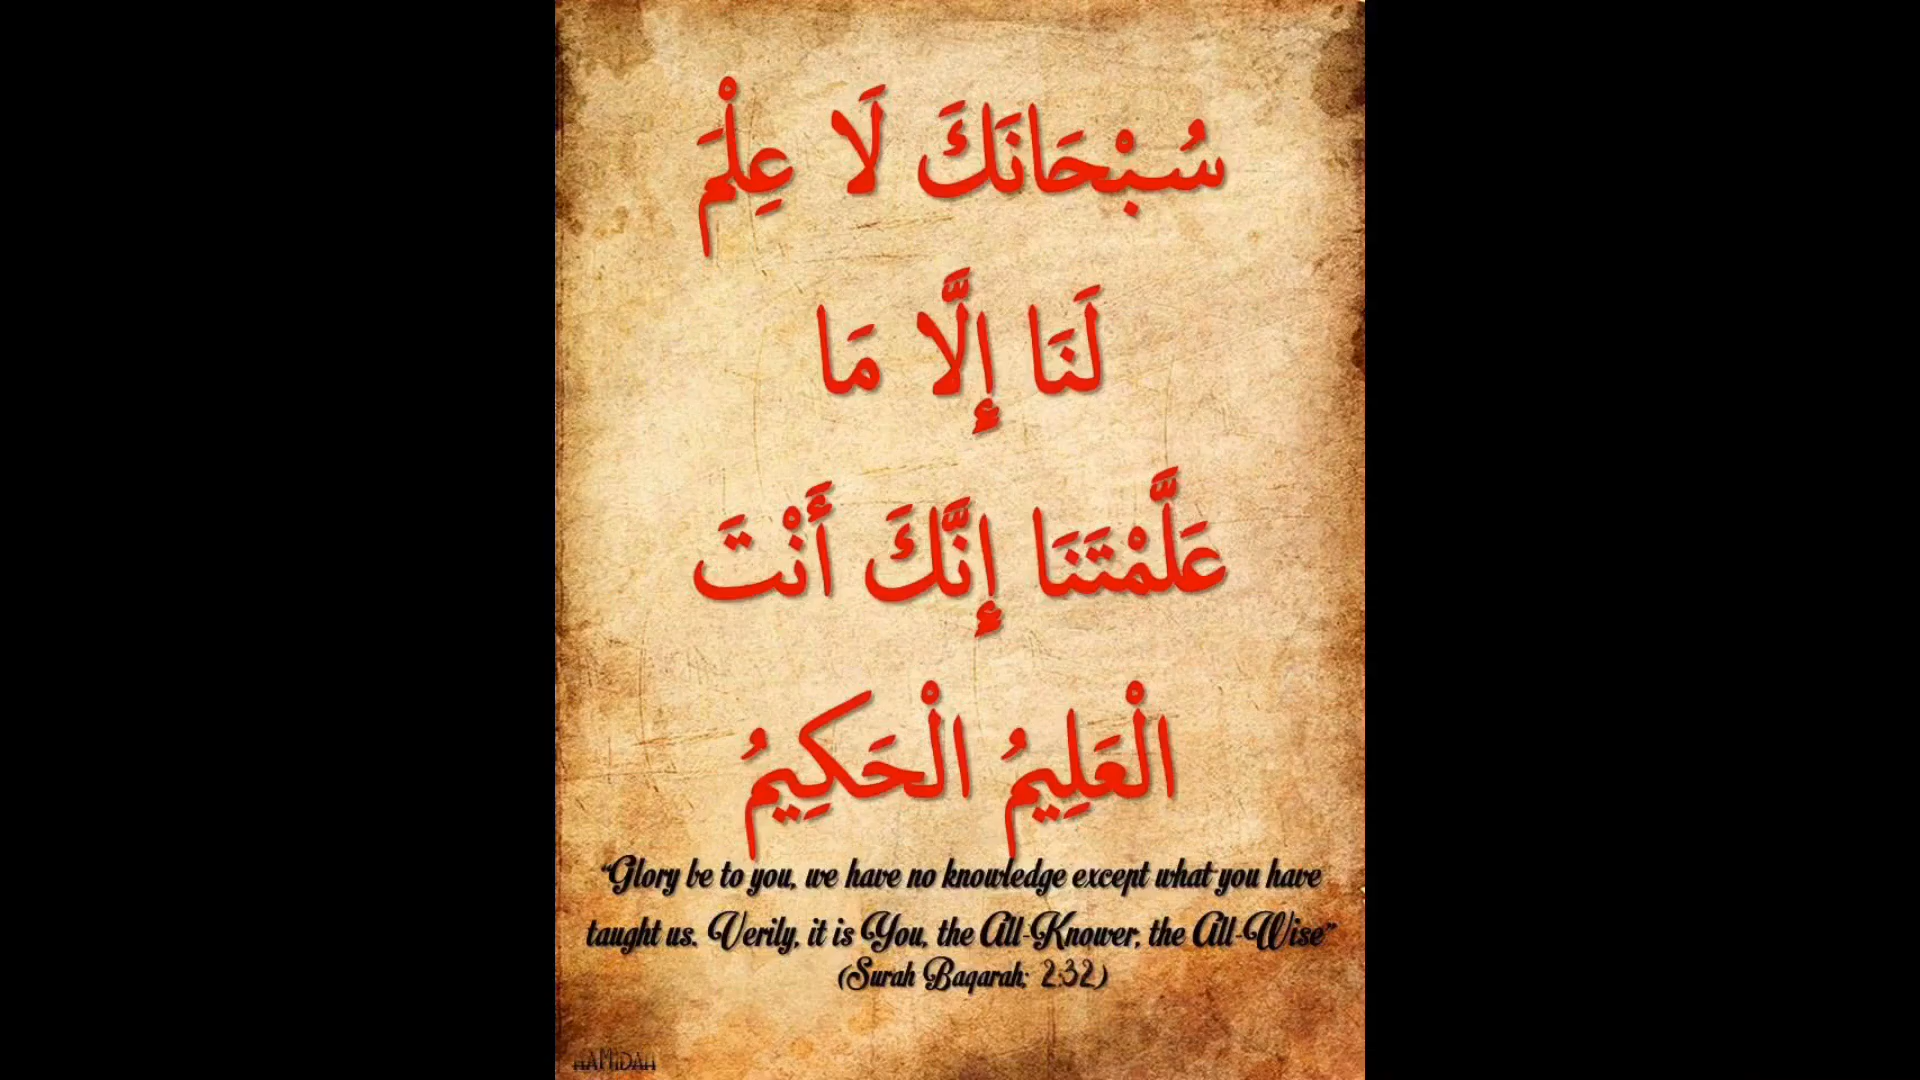 سُبْحَانَكَ لَا عِلْمَ
لَنَا إِلَّا مَا
عَلَّمْتَنَا إِنَّكَ أَنْتَ
الْعَلِيمُ الْحَكِيمُ
“Glory be to you, we have no knowledge except what you have
taught us. Verily, it is You, the All-Knower, the All-Wise”
(Surah Baqarah; 2:32)
HAMiDAH